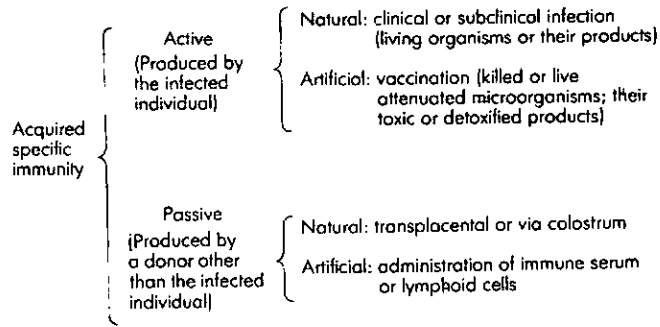 Acquired
specific
immunity
Active
(Produced by
the infected
individual)
Natural: clinical or subclinical infection
(living organisms or their products)
Artificial: vaccination (killed or live
attenuated microorganisms; their
toxic or detoxified products)
Passive
(Produced by
a donor other
than the infected
individual)
Natural: transplacental or via colostrum
Artificial: administration of immune serum
or lymphoid cells